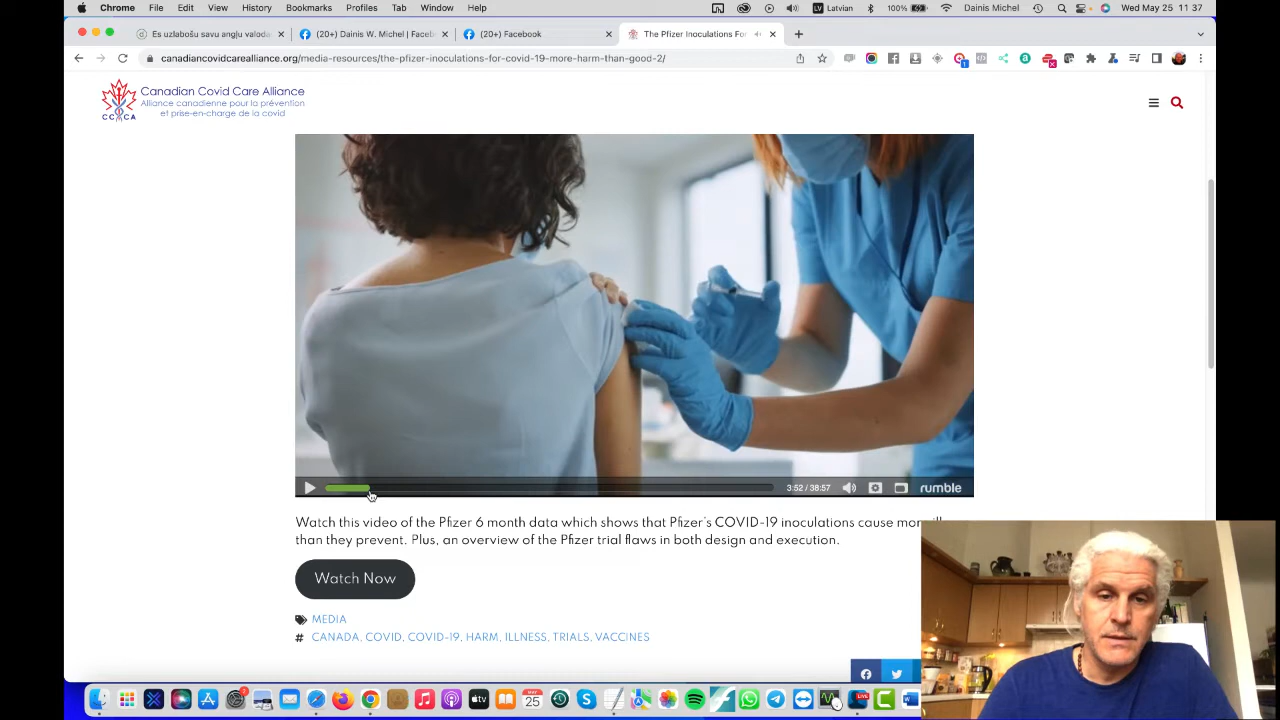 Chrome File Edit View History Bookmarks Profiles Tab Window Help
LV Latvian 100% Dainis Michel Wed May 25 11 37
Es uzlabošu savu angļu valoda
(20+) Dainis W. Michel | Faceb
(20+) Facebook
The Pfizer Inoculations For
canadiancovidcarealliance.org/media-resources/the-pfizer-inoculations-for-covid-19-more-harm-than-good-2/
Canadian Covid Care Alliance
Alliance canadienne pour la prévention
et prise-en-charge de la covid
CCCA
3:52 / 38:57
rumble
Watch this video of the Pfizer 6 month data which shows that Pfizer's COVID-19 inoculations cause
than they prevent. Plus, an overview of the Pfizer trial flaws in both design and execution.
Watch Now
MEDIA
# CANADA, COVID, COVID-19, HARM, ILLNESS, TRIALS, VACCINES
MAY
25
LIVE